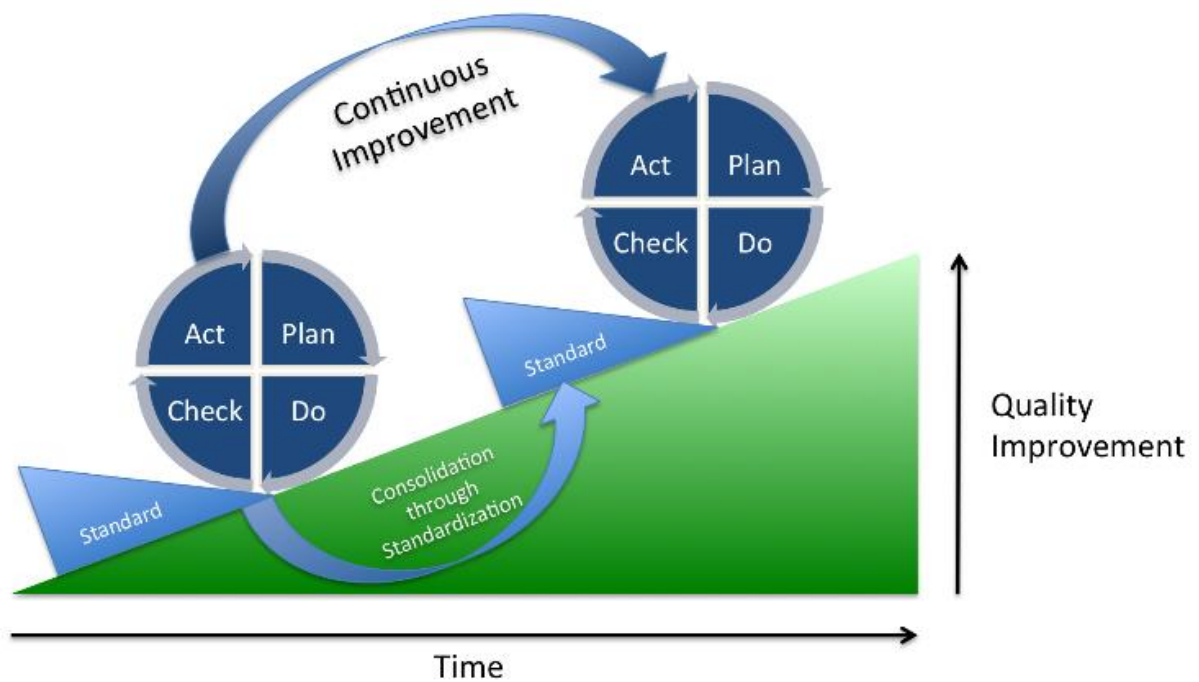 Continuous
Improvement
Act
Plan
Check
Do
Act
Plan
Check
Do
Standard
Standard
Consolidation
through
Standardization
Quality
Improvement
Time